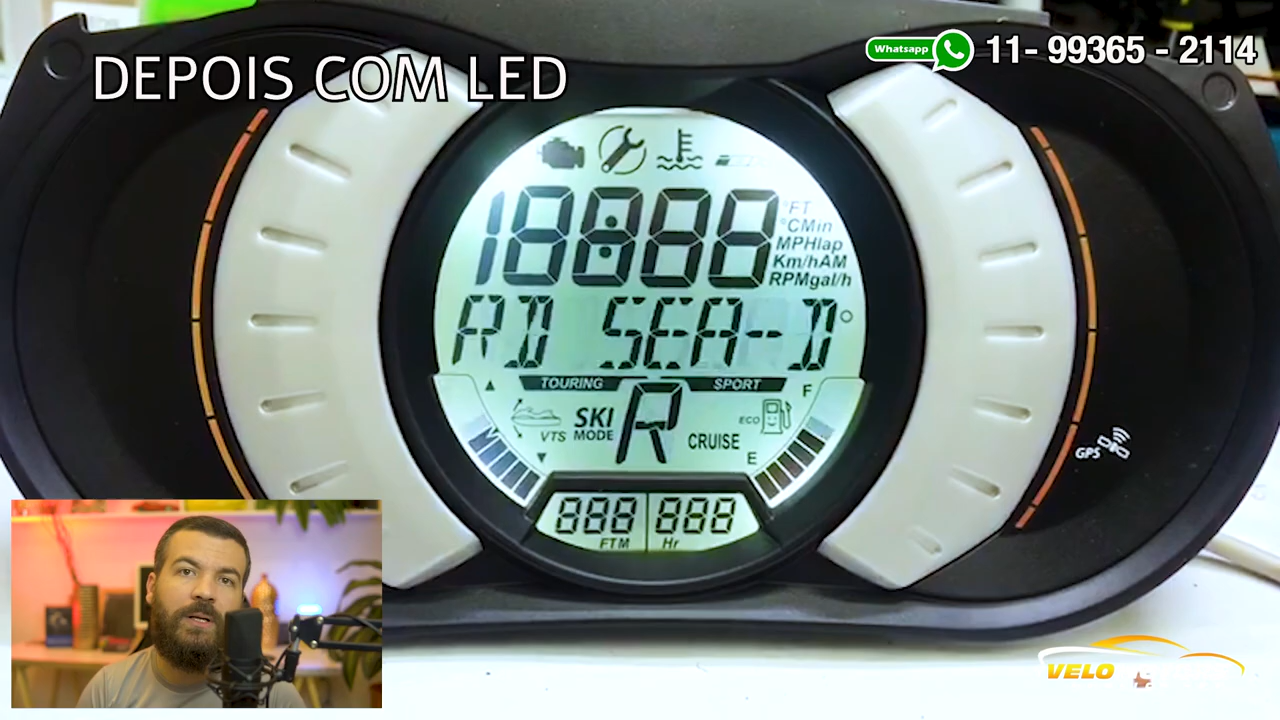 DEPOIS COM LED
Whatsapp 11- 99365 - 2114
18888
°FT
°CMin
MPHlap
Km/hAM
RPMgal/h
RD SEA-D°
TOURING SPORT
F
VTS
SKI
MODE
R
ECO
CRUISE
E
GPS
888 888
FTM Hr
VELO